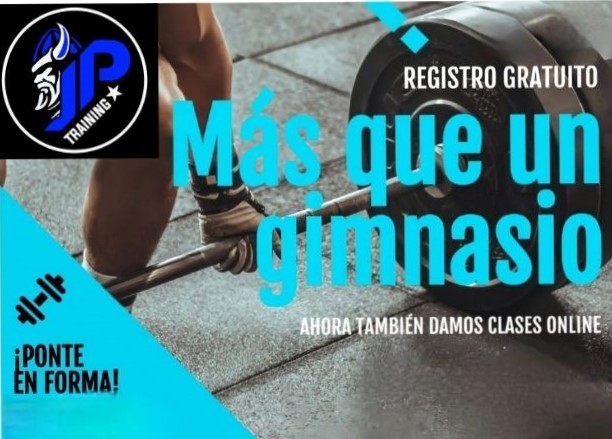 JP
TRAINING
REGISTRO GRATUITO
Más que un
gimnasio
AHORA TAMBIÉN DAMOS CLASES ONLINE
¡PONTE
EN FORMA!